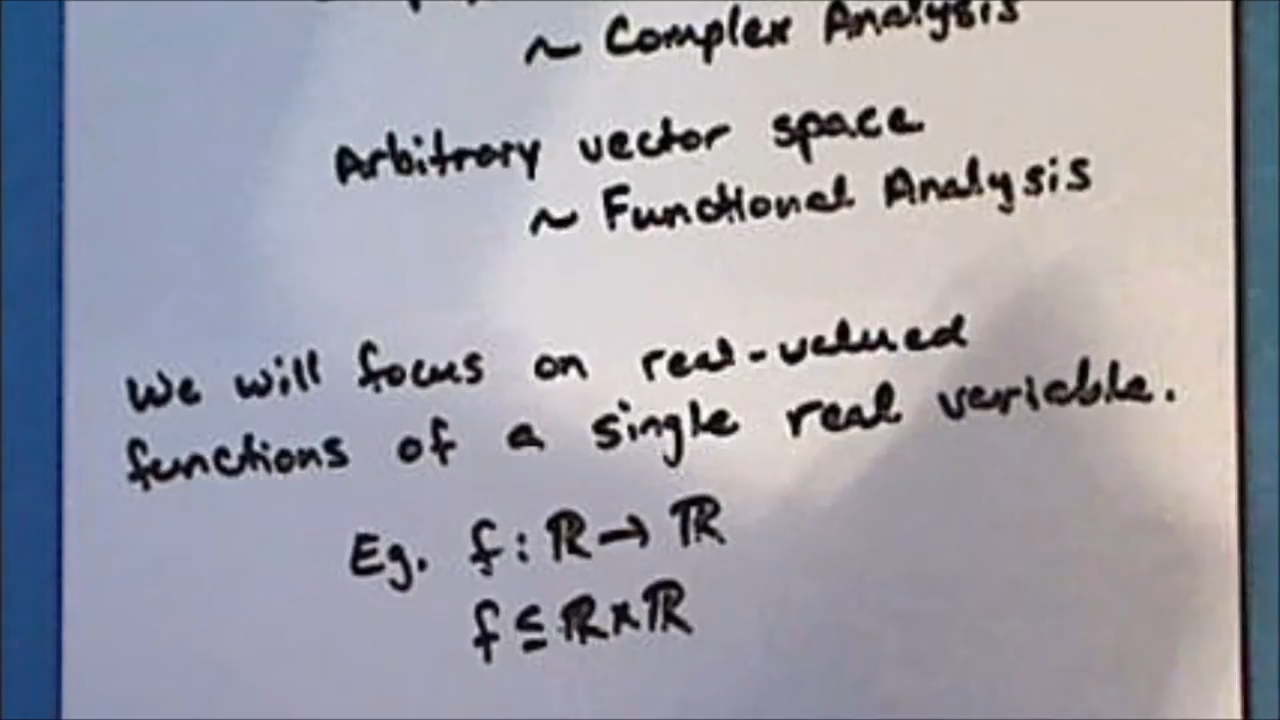 ~ Complex Analysis
Arbitrary vector space
~ Functional Analysis
We will focus on real-valued
functions of a single real variable.
Eg. f: ℝ → ℝ
f ⊆ ℝ×ℝ